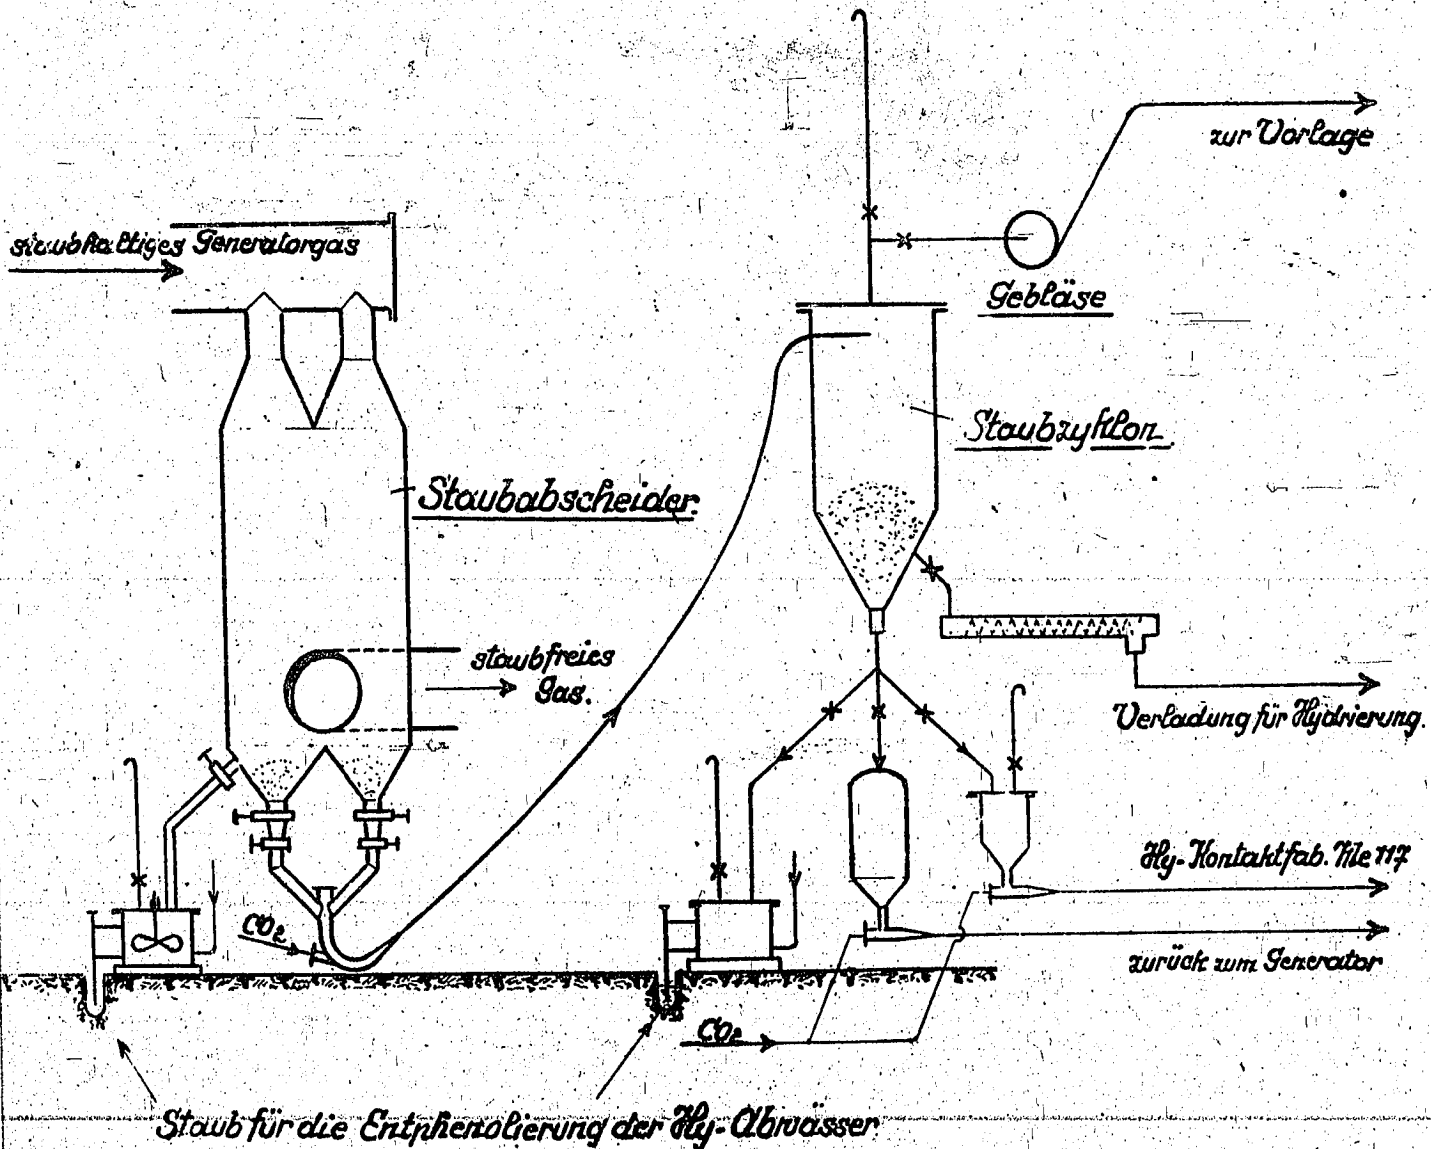 zur Vorlage
staubhaltiges Generatorgas
Gebläse
Staubzyklon
Staubabscheider.
staubfreies
Gas.
Verladung für Hydrierung.
Hy-Kontaktfab. Me 117
CO₂
zurück zum Generator
CO₂
Staub für die Entphenolierung der Hy-Abwässer